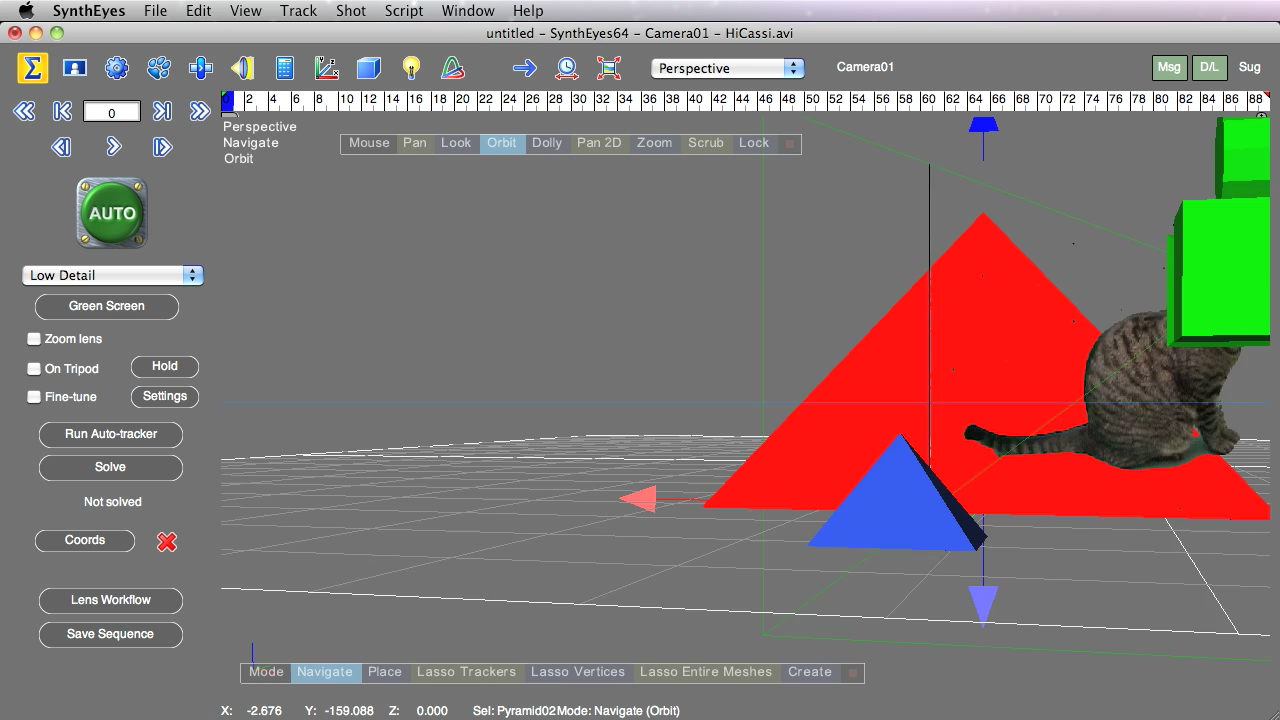 SynthEyes File Edit View Track Shot Script Window Help
untitled - SynthEyes64 - Camera01 - HiCassi.avi
Σ Perspective Camera01 Msg D/L Sug
0 0 2 4 6 8 10 12 14 16 18 20 22 24 26 28 30 32 34 36 38 40 42 44 46 48 50 52 54 56 58 60 62 64 66 68 70 72 74 76 78 80 82 84 86 88
Perspective
Navigate
Orbit
Mouse Pan Look Orbit Dolly Pan 2D Zoom Scrub Lock
AUTO
Low Detail
Green Screen
Zoom lens
On Tripod Hold
Fine-tune Settings
Run Auto-tracker
Solve
Not solved
Coords
Lens Workflow
Save Sequence
Mode Navigate Place Lasso Trackers Lasso Vertices Lasso Entire Meshes Create
X: -2.676 Y: -159.088 Z: 0.000 Sel: Pyramid02Mode: Navigate (Orbit)